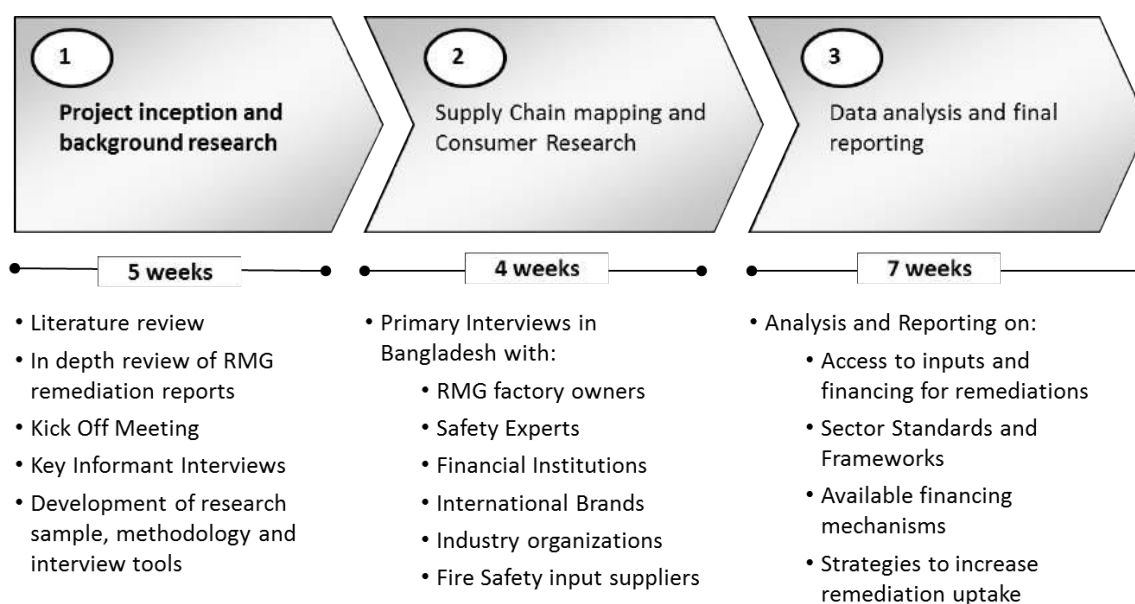 1
Project inception and
background research
2
Supply Chain mapping and
Consumer Research
3
Data analysis and final
reporting
5 weeks
4 weeks
7 weeks
• Literature review
• In depth review of RMG
remediation reports
• Kick Off Meeting
• Key Informant Interviews
• Development of research
sample, methodology and
interview tools
• Primary Interviews in
Bangladesh with:
• RMG factory owners
• Safety Experts
• Financial Institutions
• International Brands
• Industry organizations
• Fire Safety input suppliers
• Analysis and Reporting on:
• Access to inputs and
financing for remediations
• Sector Standards and
Frameworks
• Available financing
mechanisms
• Strategies to increase
remediation uptake